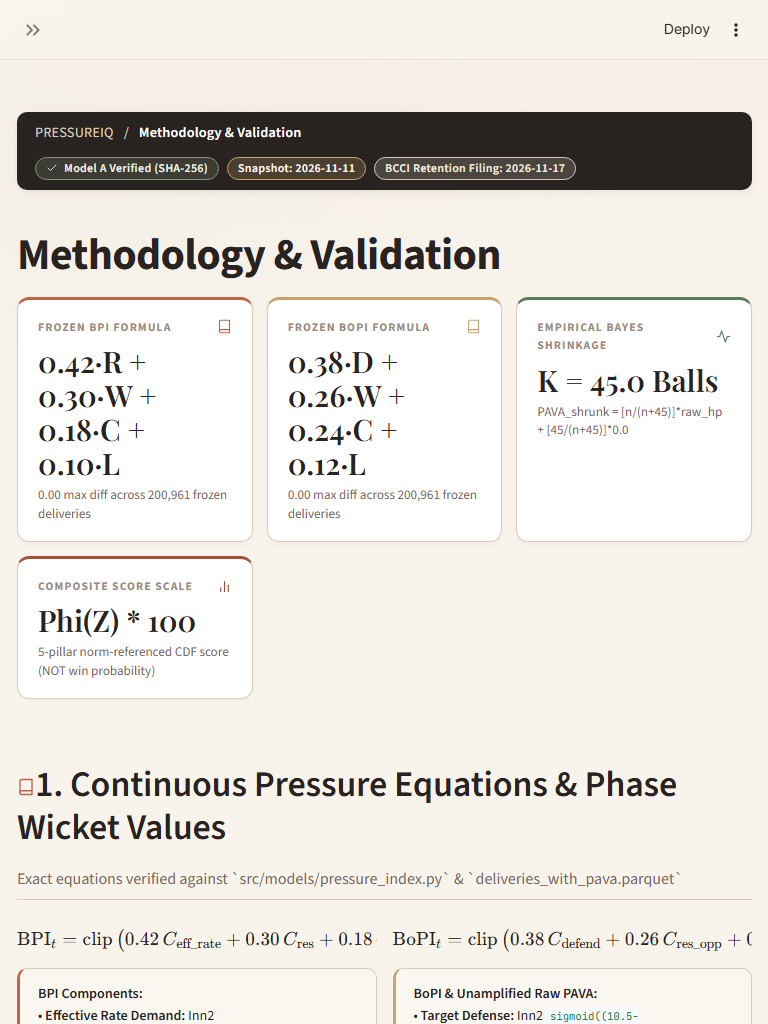 Deploy
PRESSUREIQ / Methodology & Validation
Model A Verified (SHA-256)
Snapshot: 2026-11-11
BCCI Retention Filing: 2026-11-17
Methodology & Validation
FROZEN BPI FORMULA
0.42·R +
0.30·W +
0.18·C +
0.10·L
0.00 max diff across 200,961 frozen
deliveries
FROZEN BOPI FORMULA
0.38·D +
0.26·W +
0.24·C +
0.12·L
0.00 max diff across 200,961 frozen
deliveries
EMPIRICAL BAYES
SHRINKAGE
K = 45.0 Balls
PAVA_shrunk = [n/(n+45)]*raw_hp
+ [45/(n+45)]*0.0
COMPOSITE SCORE SCALE
Phi(Z) * 100
5-pillar norm-referenced CDF score
(NOT win probability)
1. Continuous Pressure Equations & Phase
Wicket Values
Exact equations verified against `src/models/pressure_index.py` & `deliveries_with_pava.parquet`
BPIₜ = clip (0.42 C_eff_rate + 0.30 C_res + 0.18
BoPIₜ = clip (0.38 C_defend + 0.26 C_res_opp +
BPI Components:
• Effective Rate Demand: Inn2
BoPI & Unamplified Raw PAVA:
• Target Defense: Inn2 sigmoid((10.5-